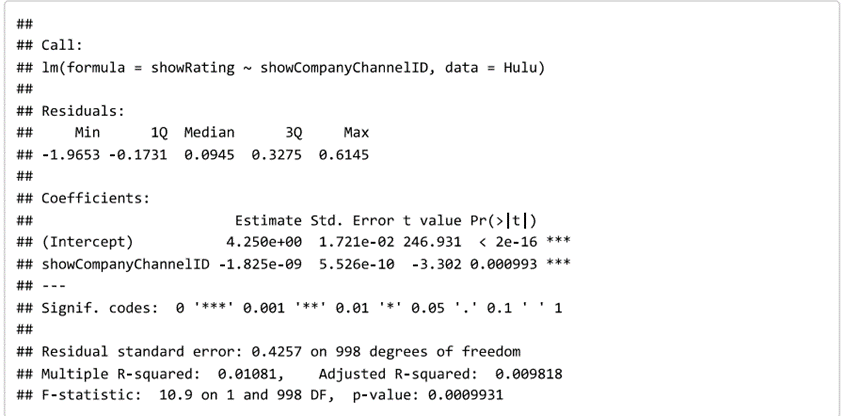 ##
## Call:
## lm(formula = showRating ~ showCompanyChannelID, data = Hulu)
##
## Residuals:
##     Min      1Q  Median      3Q     Max
## -1.9653 -0.1731  0.0945  0.3275  0.6145
##
## Coefficients:
##                        Estimate Std. Error t value Pr(>|t|)
## (Intercept)           4.250e+00  1.721e-02 246.931  < 2e-16 ***
## showCompanyChannelID -1.825e-09  5.526e-10  -3.302 0.000993 ***
## ---
## Signif. codes:  0 '***' 0.001 '**' 0.01 '*' 0.05 '.' 0.1 ' ' 1
##
## Residual standard error: 0.4257 on 998 degrees of freedom
## Multiple R-squared:  0.01081,    Adjusted R-squared:  0.009818
## F-statistic:  10.9 on 1 and 998 DF,  p-value: 0.0009931